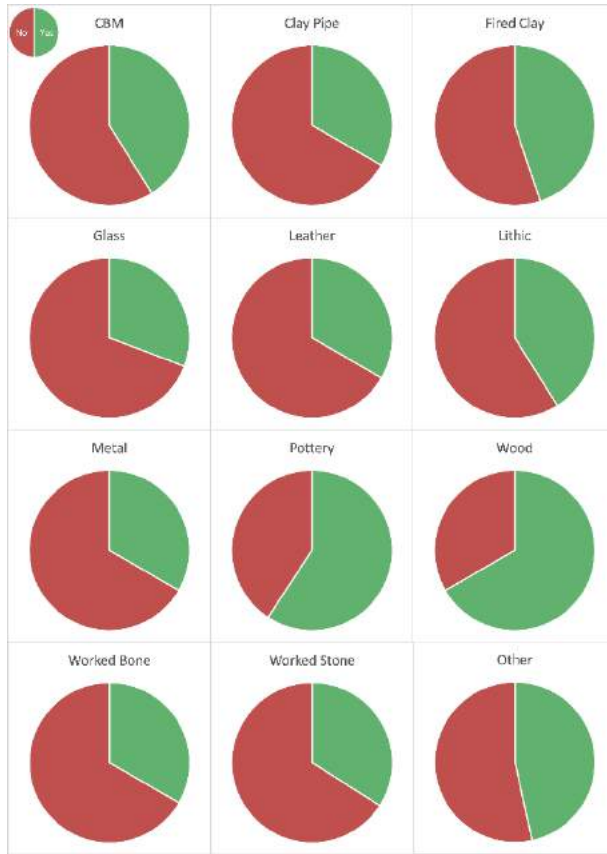 No Yes
CBM
Clay Pipe
Fired Clay
Glass
Leather
Lithic
Metal
Pottery
Wood
Worked Bone
Worked Stone
Other